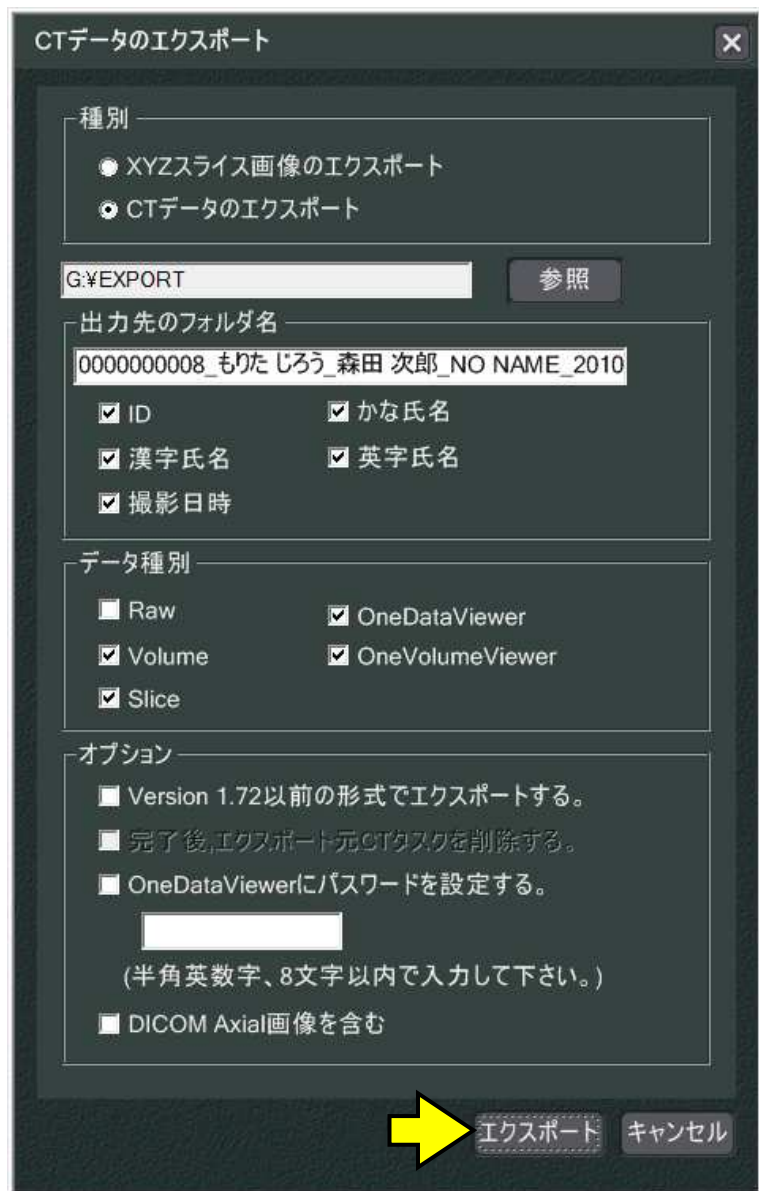 CTデータのエクスポート
種別
XYZスライス画像のエクスポート
CTデータのエクスポート
G:¥EXPORT
参照
出力先のフォルダ名
0000000008_もりた じろう_森田 次郎_NO NAME_2010
ID
かな氏名
漢字氏名
英字氏名
撮影日時
データ種別
Raw
OneDataViewer
Volume
OneVolumeViewer
Slice
オプション
Version 1.72以前の形式でエクスポートする。
完了後,エクスポート元CTタスクを削除する。
OneDataViewerにパスワードを設定する。
(半角英数字、8文字以内で入力して下さい。)
DICOM Axial画像を含む
エクスポート
キャンセル